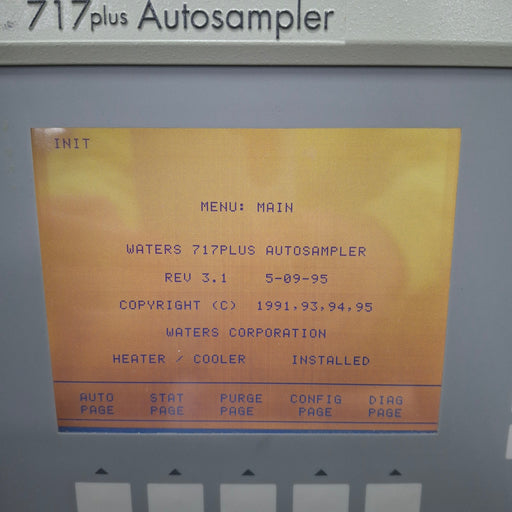 717plus Autosampler
INIT
MENU: MAIN
WATERS 717PLUS AUTOSAMPLER
REV 3.1 5-09-95
COPYRIGHT (C) 1991,93,94,95
WATERS CORPORATION
HEATER / COOLER INSTALLED
AUTO STAT PURGE CONFIG DIAG
PAGE PAGE PAGE PAGE PAGE